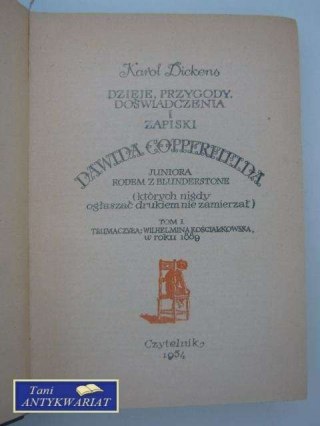 Karol Dickens
DZIEJE, PRZYGODY,
DOŚWIADCZENIA
I
ZAPISKI
DAWIDA COPPERFIELDA
JUNIORA
RODEM Z BLUNDERSTONE
(których nigdy
ogłaszać drukiem nie zamierzał)
TOM I
TŁUMACZYŁA: WILHELMINA KOŚCIAŁKOWSKA,
w roku 1889
Czytelnik
1954
Tani
ANTYKWARIAT